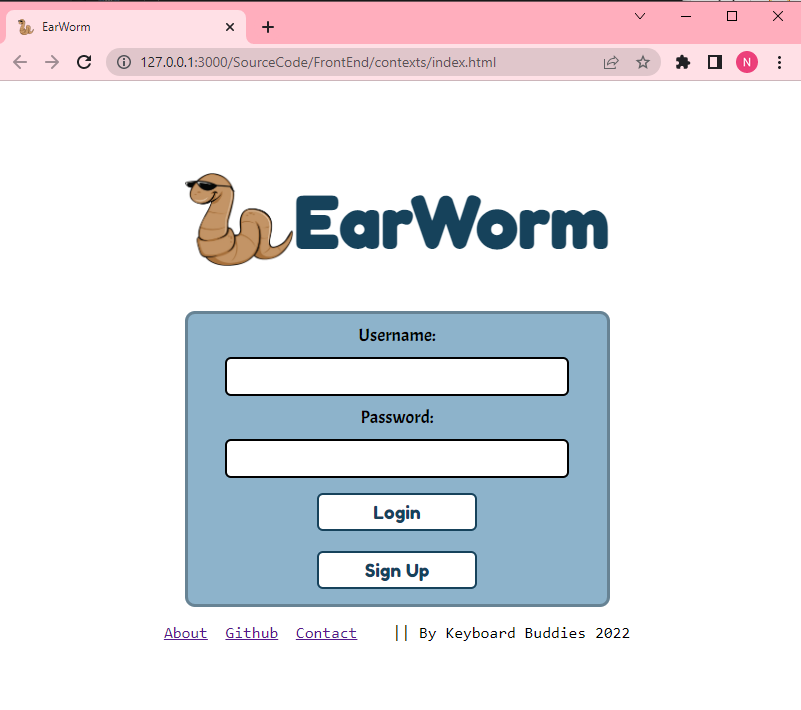 EarWorm
127.0.0.1:3000/SourceCode/FrontEnd/contexts/index.html
N
EarWorm
Username:
Password:
Login
Sign Up
About Github Contact || By Keyboard Buddies 2022